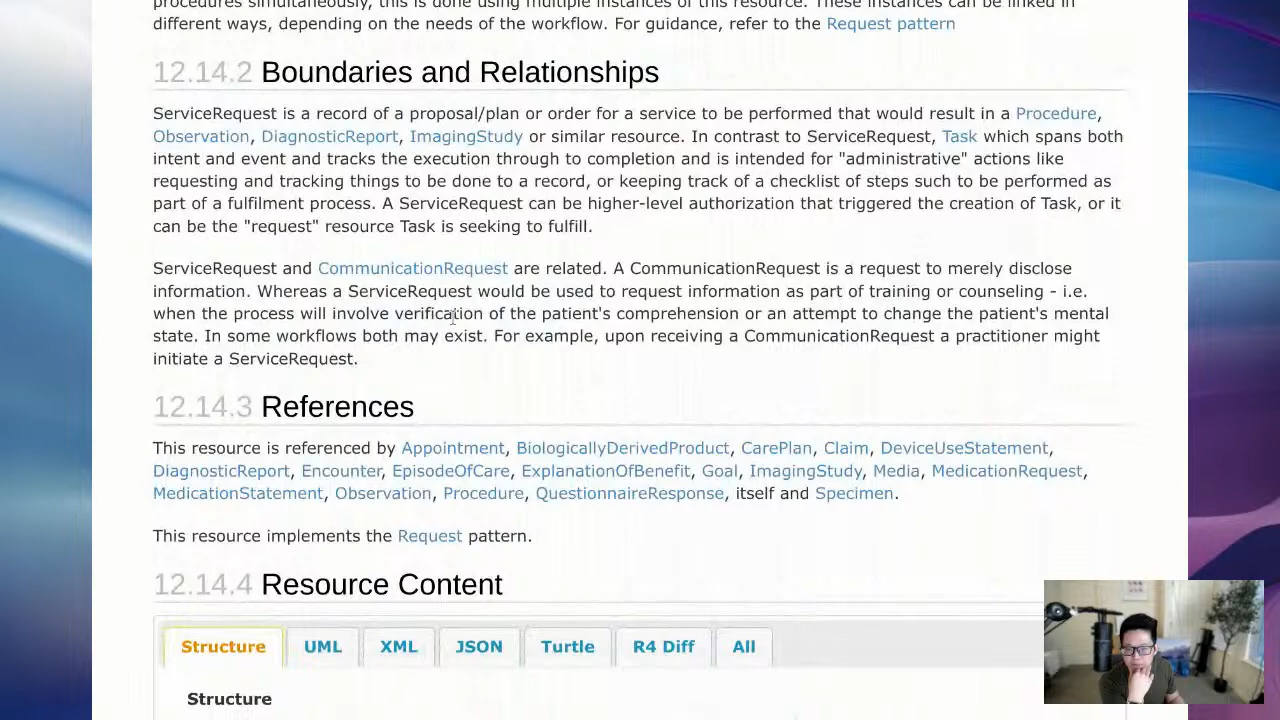 procedures simultaneously, this is done using multiple instances of this resource. These instances can be linked in
different ways, depending on the needs of the workflow. For guidance, refer to the Request pattern
12.14.2 Boundaries and Relationships
ServiceRequest is a record of a proposal/plan or order for a service to be performed that would result in a Procedure,
Observation, DiagnosticReport, ImagingStudy or similar resource. In contrast to ServiceRequest, Task which spans both
intent and event and tracks the execution through to completion and is intended for "administrative" actions like
requesting and tracking things to be done to a record, or keeping track of a checklist of steps such to be performed as
part of a fulfilment process. A ServiceRequest can be higher-level authorization that triggered the creation of Task, or it
can be the "request" resource Task is seeking to fulfill.
ServiceRequest and CommunicationRequest are related. A CommunicationRequest is a request to merely disclose
information. Whereas a ServiceRequest would be used to request information as part of training or counseling - i.e.
when the process will involve verification of the patient's comprehension or an attempt to change the patient's mental
state. In some workflows both may exist. For example, upon receiving a CommunicationRequest a practitioner might
initiate a ServiceRequest.
12.14.3 References
This resource is referenced by Appointment, BiologicallyDerivedProduct, CarePlan, Claim, DeviceUseStatement,
DiagnosticReport, Encounter, EpisodeOfCare, ExplanationOfBenefit, Goal, ImagingStudy, Media, MedicationRequest,
MedicationStatement, Observation, Procedure, QuestionnaireResponse, itself and Specimen.
This resource implements the Request pattern.
12.14.4 Resource Content
Structure UML XML JSON Turtle R4 Diff All
Structure